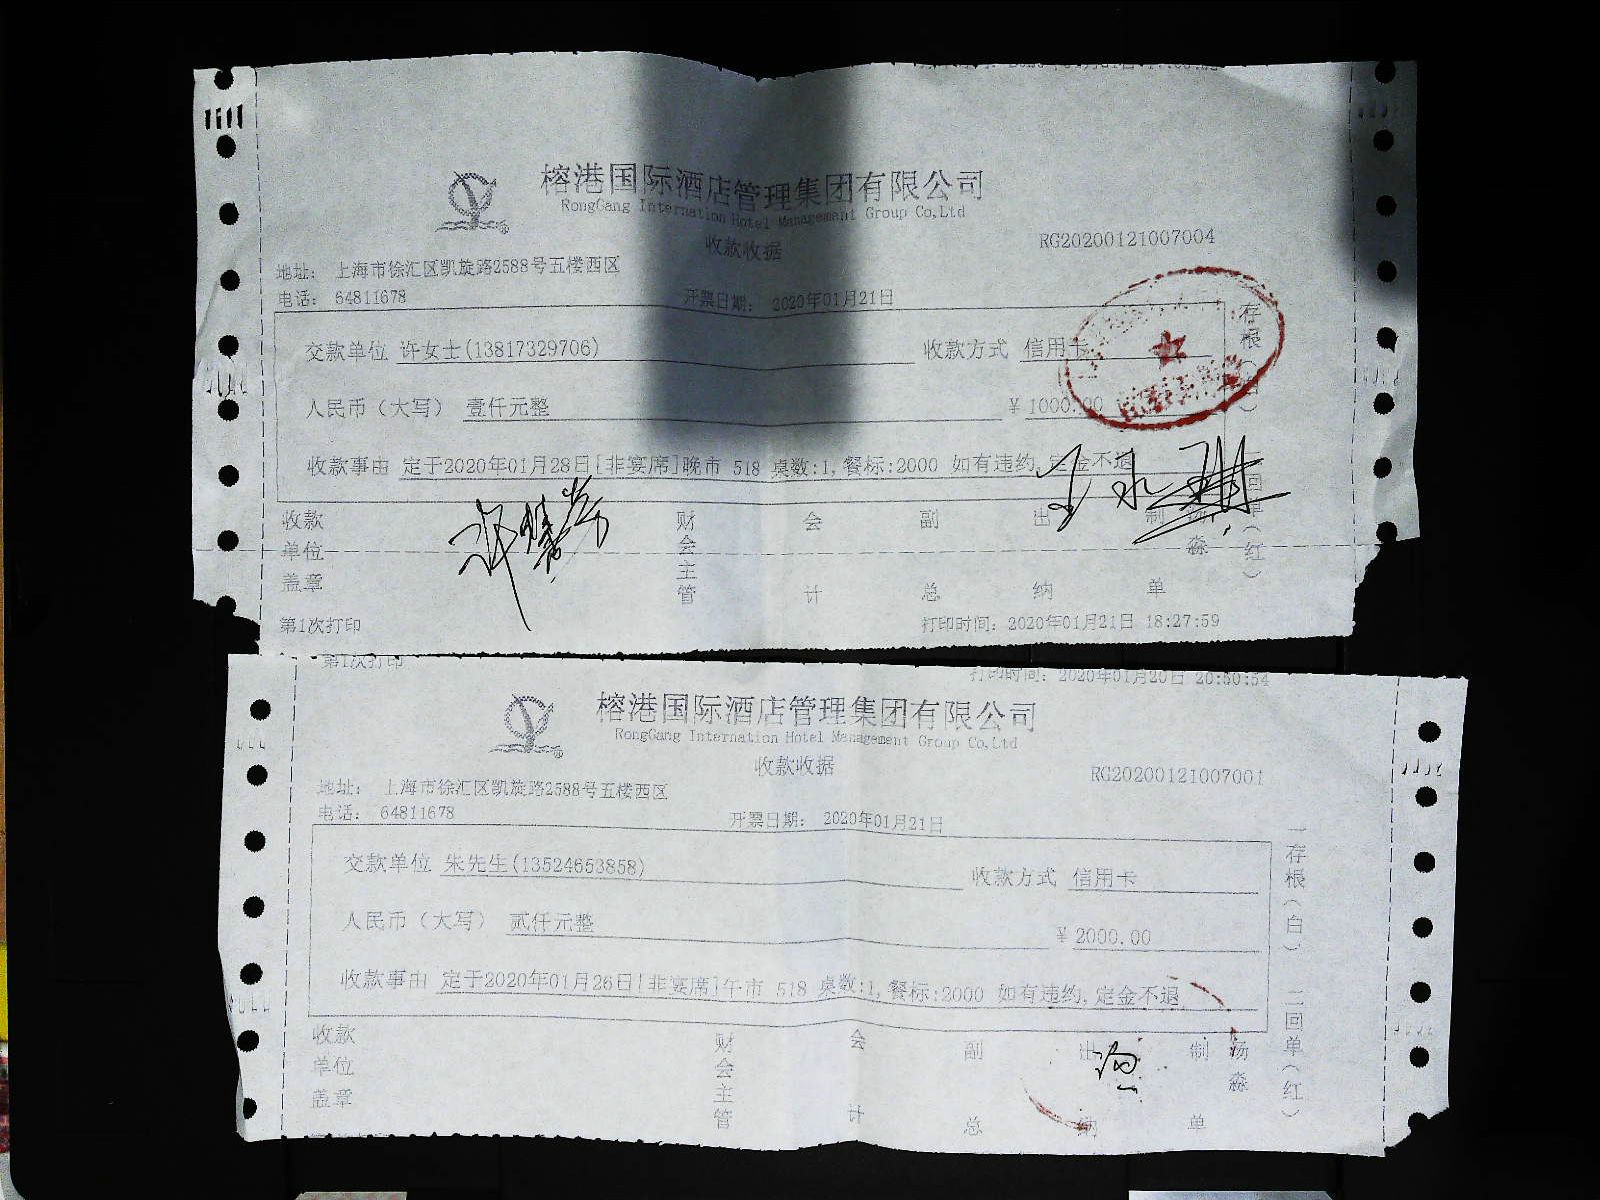 榕港国际酒店管理集团有限公司
RongGang Internation Hotel Management Group Co,Ltd
收款收据
RG20200121007004
地址： 上海市徐汇区凯旋路2588号五楼西区
电话： 64811678
开票日期： 2020年01月21日
交款单位 许女士(13817329706)
收款方式 信用卡
人民币（大写） 壹仟元整
¥ 1000.00
收款事由 定于2020年01月28日[非宴席]晚市 518 桌数:1,餐标:2000 如有违约,定金不退
存根（白）
二回单（红）
收款单位盖章
财会主管
会计
副总
出纳
制单
汤淼
第1次打印
打印时间： 2020年01月21日 18:27:59
第1次打印
打印时间： 2020年01月20日 20:50:54
榕港国际酒店管理集团有限公司
RongGang Internation Hotel Management Group Co,Ltd
收款收据
RG20200121007001
地址： 上海市徐汇区凯旋路2588号五楼西区
电话： 64811678
开票日期： 2020年01月21日
交款单位 朱先生(13524653858)
收款方式 信用卡
人民币（大写） 贰仟元整
¥ 2000.00
收款事由 定于2020年01月26日[非宴席]午市 518 桌数:1,餐标:2000 如有违约,定金不退
一存根（白）
二回单（红）
收款单位盖章
财会主管
会计
副总
出纳
制单
汤淼